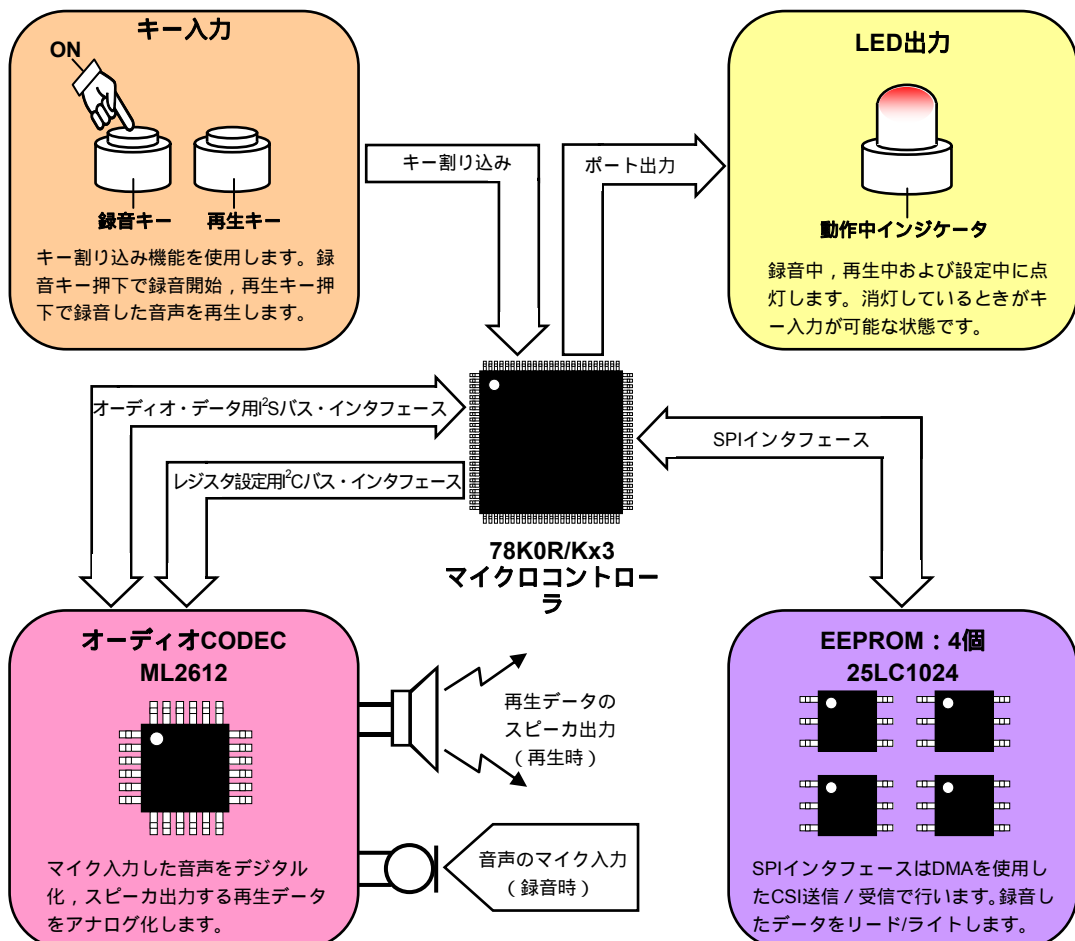 キー入力
ON
録音キー
再生キー
キー割り込み機能を使用します。録
音キー押下で録音開始，再生キー押
下で録音した音声を再生します。
キー割り込み
ポート出力
LED出力
動作中インジケータ
録音中，再生中および設定中に点
灯します。消灯しているときがキ
ー入力が可能な状態です。
オーディオ・データ用I²Sバス・インタフェース
レジスタ設定用I²Cバス・インタフェース
SPIインタフェース
78K0R/Kx3
マイクロコントロー
ラ
オーディオCODEC
ML2612
マイク入力した音声をデジタル
化，スピーカ出力する再生データ
をアナログ化します。
再生データの
スピーカ出力
（再生時）
音声のマイク入力
（録音時）
EEPROM：4個
25LC1024
SPIインタフェースはDMAを使用し
たCSI送信／受信で行います。録音し
たデータをリード/ライトします。